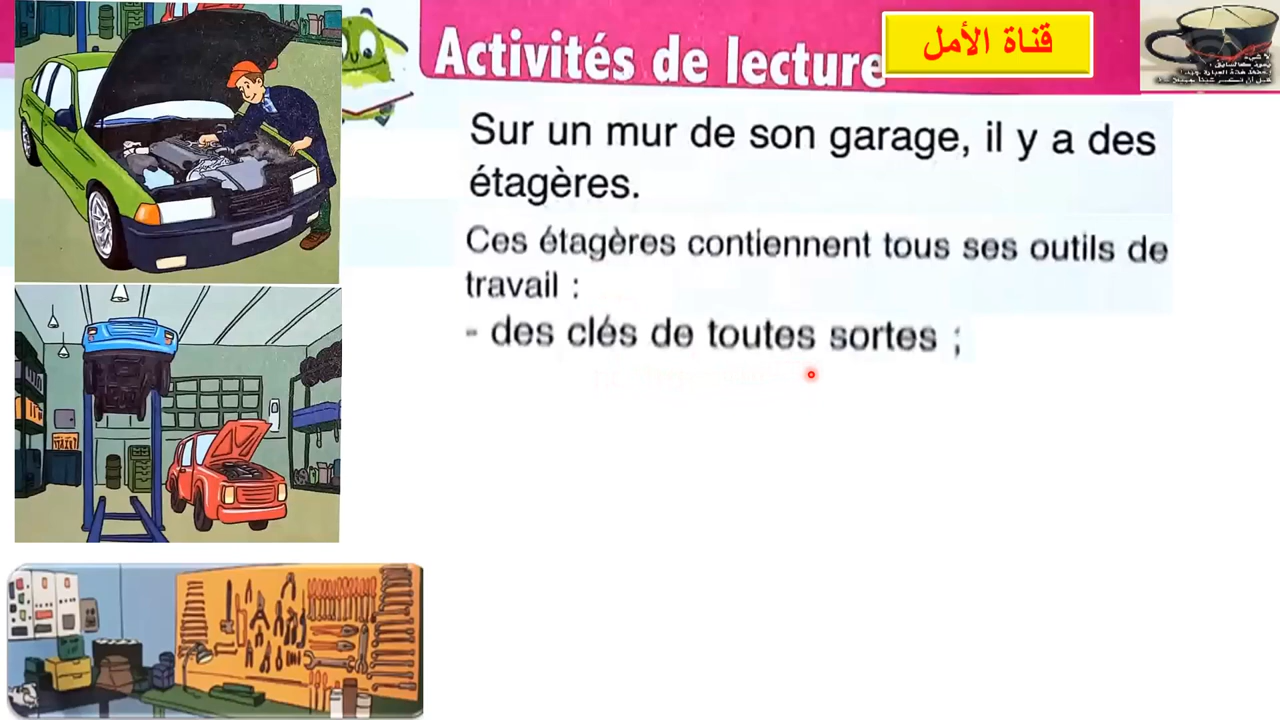 Activités de lecture
قناة الأمل
Sur un mur de son garage, il y a des
étagères.
Ces étagères contiennent tous ses outils de
travail :
- des clés de toutes sortes ;